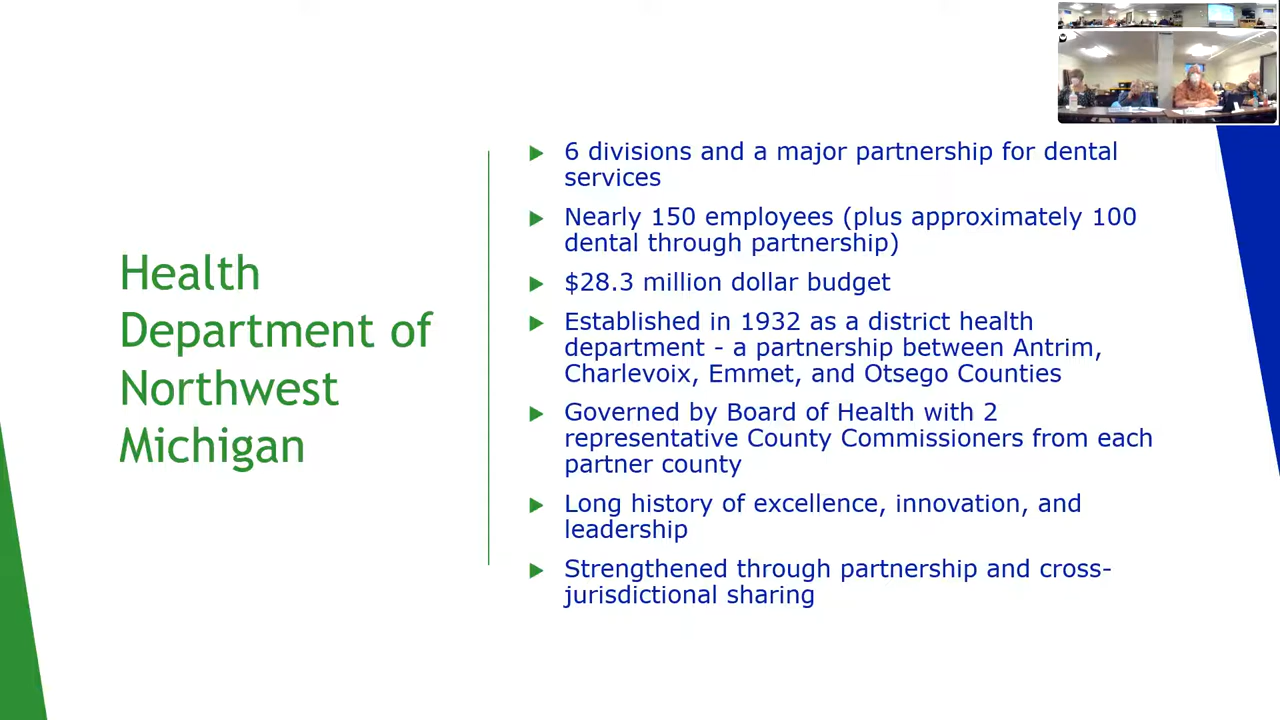 Health
Department of
Northwest
Michigan
6 divisions and a major partnership for dental
services
Nearly 150 employees (plus approximately 100
dental through partnership)
$28.3 million dollar budget
Established in 1932 as a district health
department - a partnership between Antrim,
Charlevoix, Emmet, and Otsego Counties
Governed by Board of Health with 2
representative County Commissioners from each
partner county
Long history of excellence, innovation, and
leadership
Strengthened through partnership and cross-
jurisdictional sharing